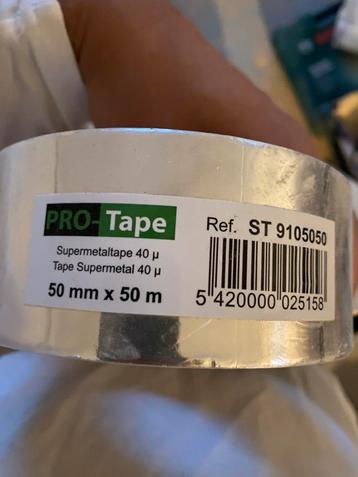 PRO-Tape
Supermetaltape 40 µ
Tape Supermetal 40 µ
50 mm x 50 m
Ref. ST 9105050
5 420000 025158